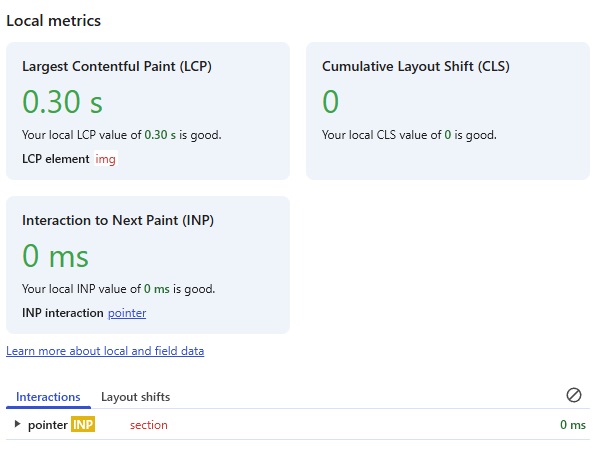 Local metrics
Largest Contentful Paint (LCP)
0.30 s
Your local LCP value of 0.30 s is good.
LCP element img
Cumulative Layout Shift (CLS)
0
Your local CLS value of 0 is good.
Interaction to Next Paint (INP)
0 ms
Your local INP value of 0 ms is good.
INP interaction pointer
Learn more about local and field data
Interactions Layout shifts
pointer INP section 0 ms